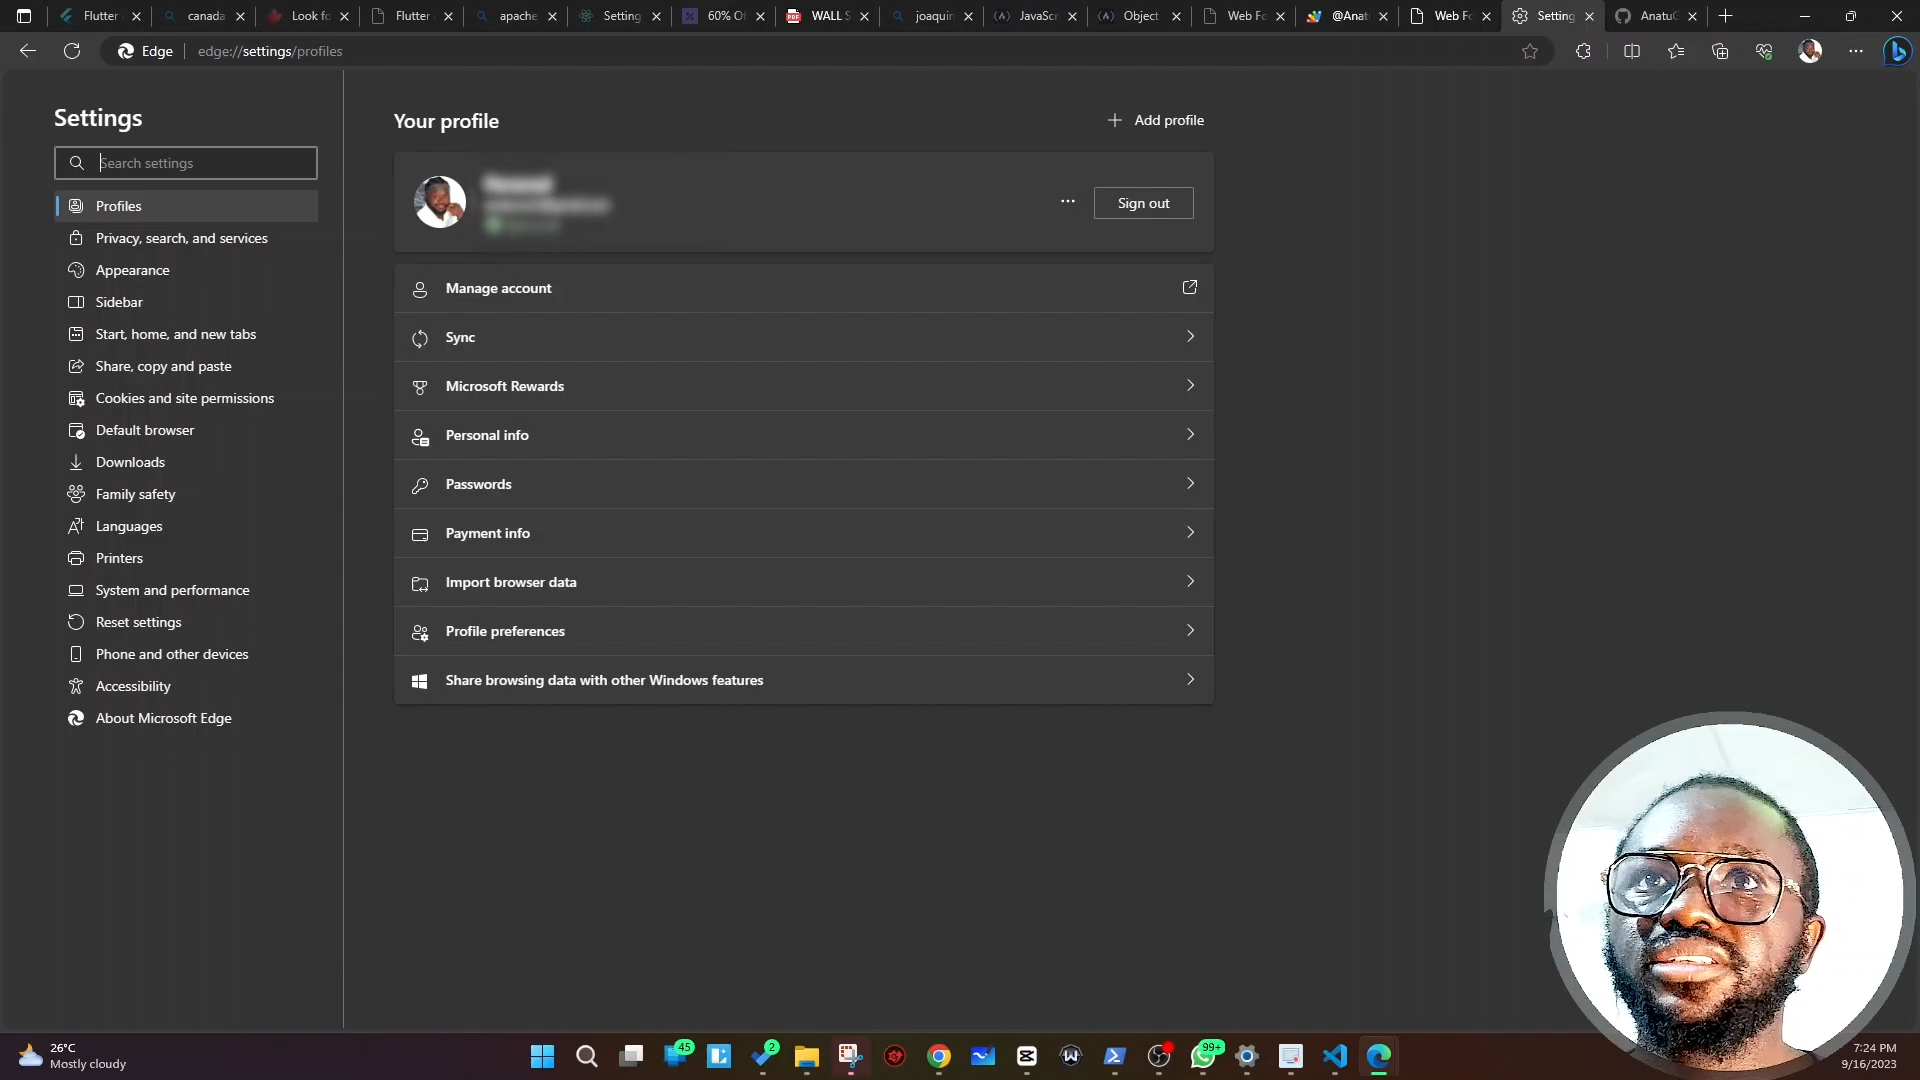 Flutter
canada
Look fo
Flutter
apache
Setting
60% Of
WALL S
joaquin
JavaScr
Object
Web Fo
@Anatu
Web Fo
Setting
AnatuG
Edge
edge://settings/profiles
Settings
Search settings
Profiles
Privacy, search, and services
Appearance
Sidebar
Start, home, and new tabs
Share, copy and paste
Cookies and site permissions
Default browser
Downloads
Family safety
Languages
Printers
System and performance
Reset settings
Phone and other devices
Accessibility
About Microsoft Edge
Your profile
Add profile
Sign out
Manage account
Sync
Microsoft Rewards
Personal info
Passwords
Payment info
Import browser data
Profile preferences
Share browsing data with other Windows features
26°C
Mostly cloudy
45
2
99+
7:24 PM
9/16/2023